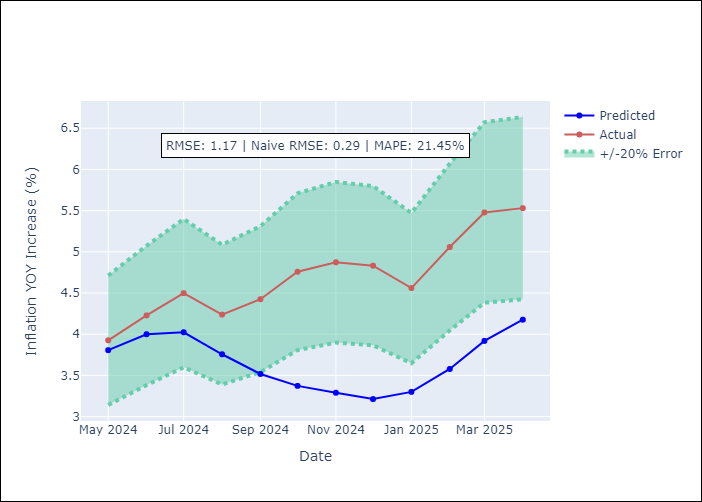 RMSE: 1.17 | Naive RMSE: 0.29 | MAPE: 21.45%
Predicted
Actual
+/-20% Error
Inflation YOY Increase (%)
6.5
6
5.5
5
4.5
4
3.5
3
May 2024
Jul 2024
Sep 2024
Nov 2024
Jan 2025
Mar 2025
Date